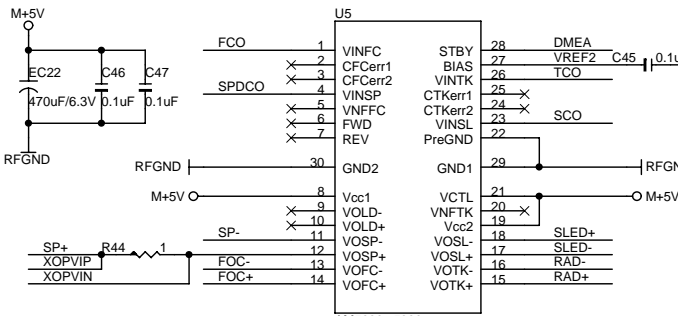 M+5V
U5
EC22
470uF/6.3V
C46
0.1uF
C47
0.1uF
RFGND
FCO 1 VINFC
2 CFCerr1
3 CFCerr2
SPDCO 4 VINSP
5 VNFFC
6 FWD
7 REV
RFGND 30 GND2
M+5V 8 Vcc1
9 VOLD-
10 VOLD+
SP- 11 VOSP-
SP+ R44 1 12 VOSP+
XOPVIP FOC- 13 VOFC-
XOPVIN FOC+ 14 VOFC+
STBY 28 DMEA
BIAS 27 VREF2 C45 0.1u
VINTK 26 TCO
CTKerr1 25
CTKerr2 24
VINSL 23 SCO
PreGND 22
GND1 29 RFGN
VCTL 21 M+5V
VNFTK 20
Vcc2 19
VOSL- 18 SLED+
VOSL+ 17 SLED-
VOTK- 16 RAD-
VOTK+ 15 RAD+